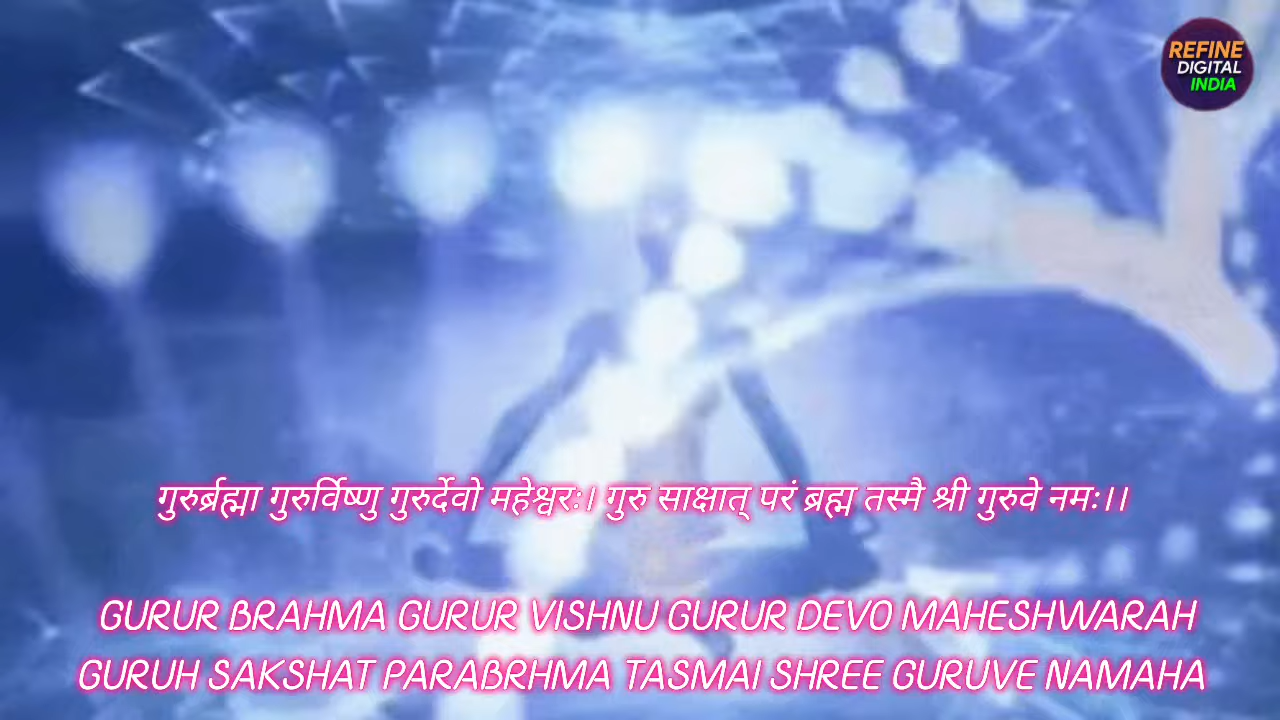 REFINE
DIGITAL
INDIA
गुरुर्ब्रह्मा गुरुर्विष्णु गुरुर्देवो महेश्वरः। गुरु साक्षात् परं ब्रह्म तस्मै श्री गुरुवे नमः।।
GURUR BRAHMA GURUR VISHNU GURUR DEVO MAHESHWARAH
GURUH SAKSHAT PARABRHMA TASMAI SHREE GURUVE NAMAHA